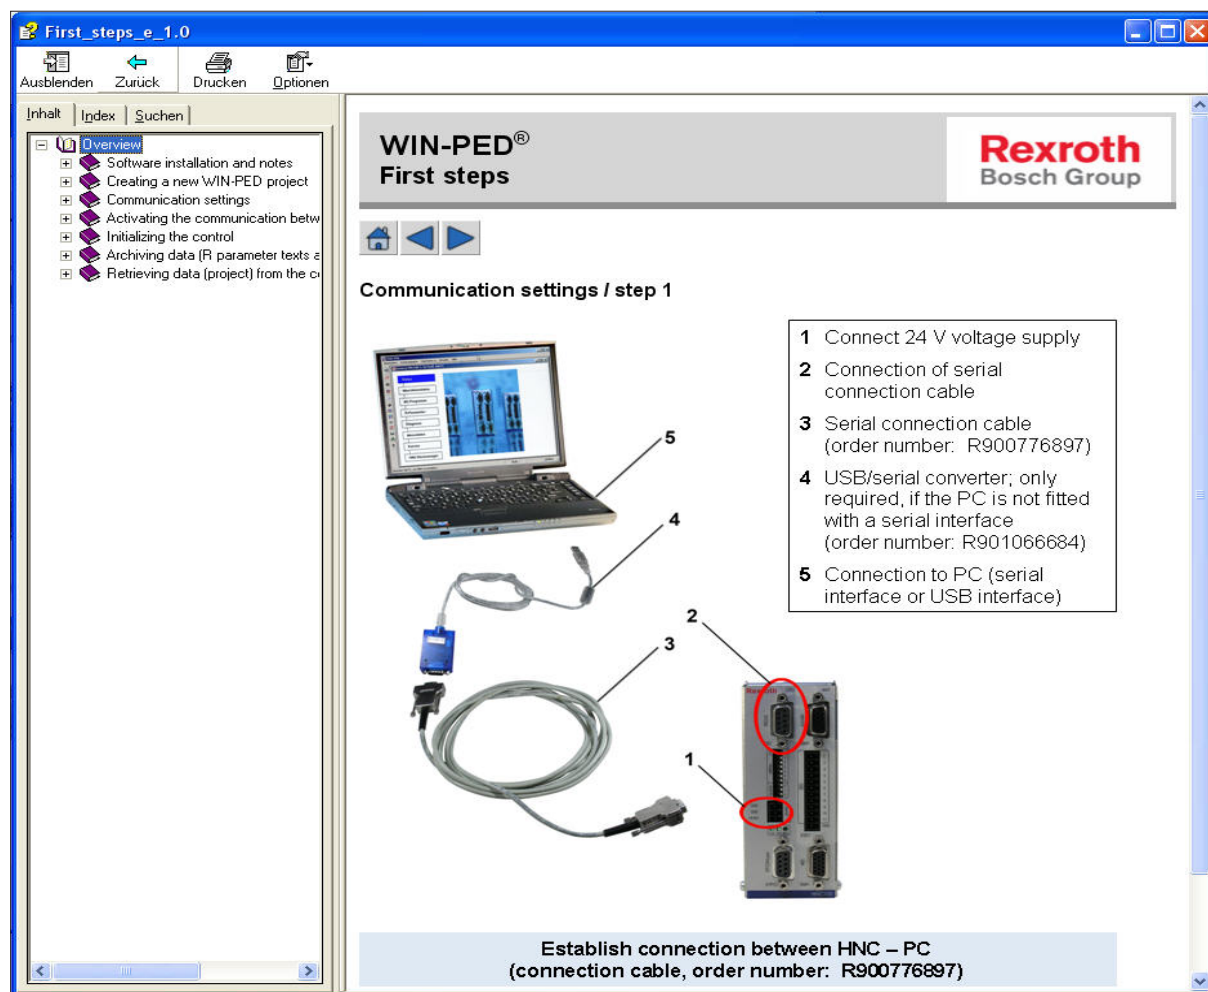 First_steps_e_1.0
Ausblenden Zurück Drucken Optionen
Inhalt Index Suchen
Overview
Software installation and notes
Creating a new WIN-PED project
Communication settings
Activating the communication betw
Initializing the control
Archiving data (R parameter texts a
Retrieving data (project) from the c
WIN-PED®
First steps
Rexroth
Bosch Group
Communication settings / step 1
1 Connect 24 V voltage supply
2 Connection of serial
connection cable
3 Serial connection cable
(order number: R900776897)
4 USB/serial converter; only
required, if the PC is not fitted
with a serial interface
(order number: R901066684)
5 Connection to PC (serial
interface or USB interface)
5
4
3
2
Rexroth
1
Establish connection between HNC – PC
(connection cable, order number: R900776897)